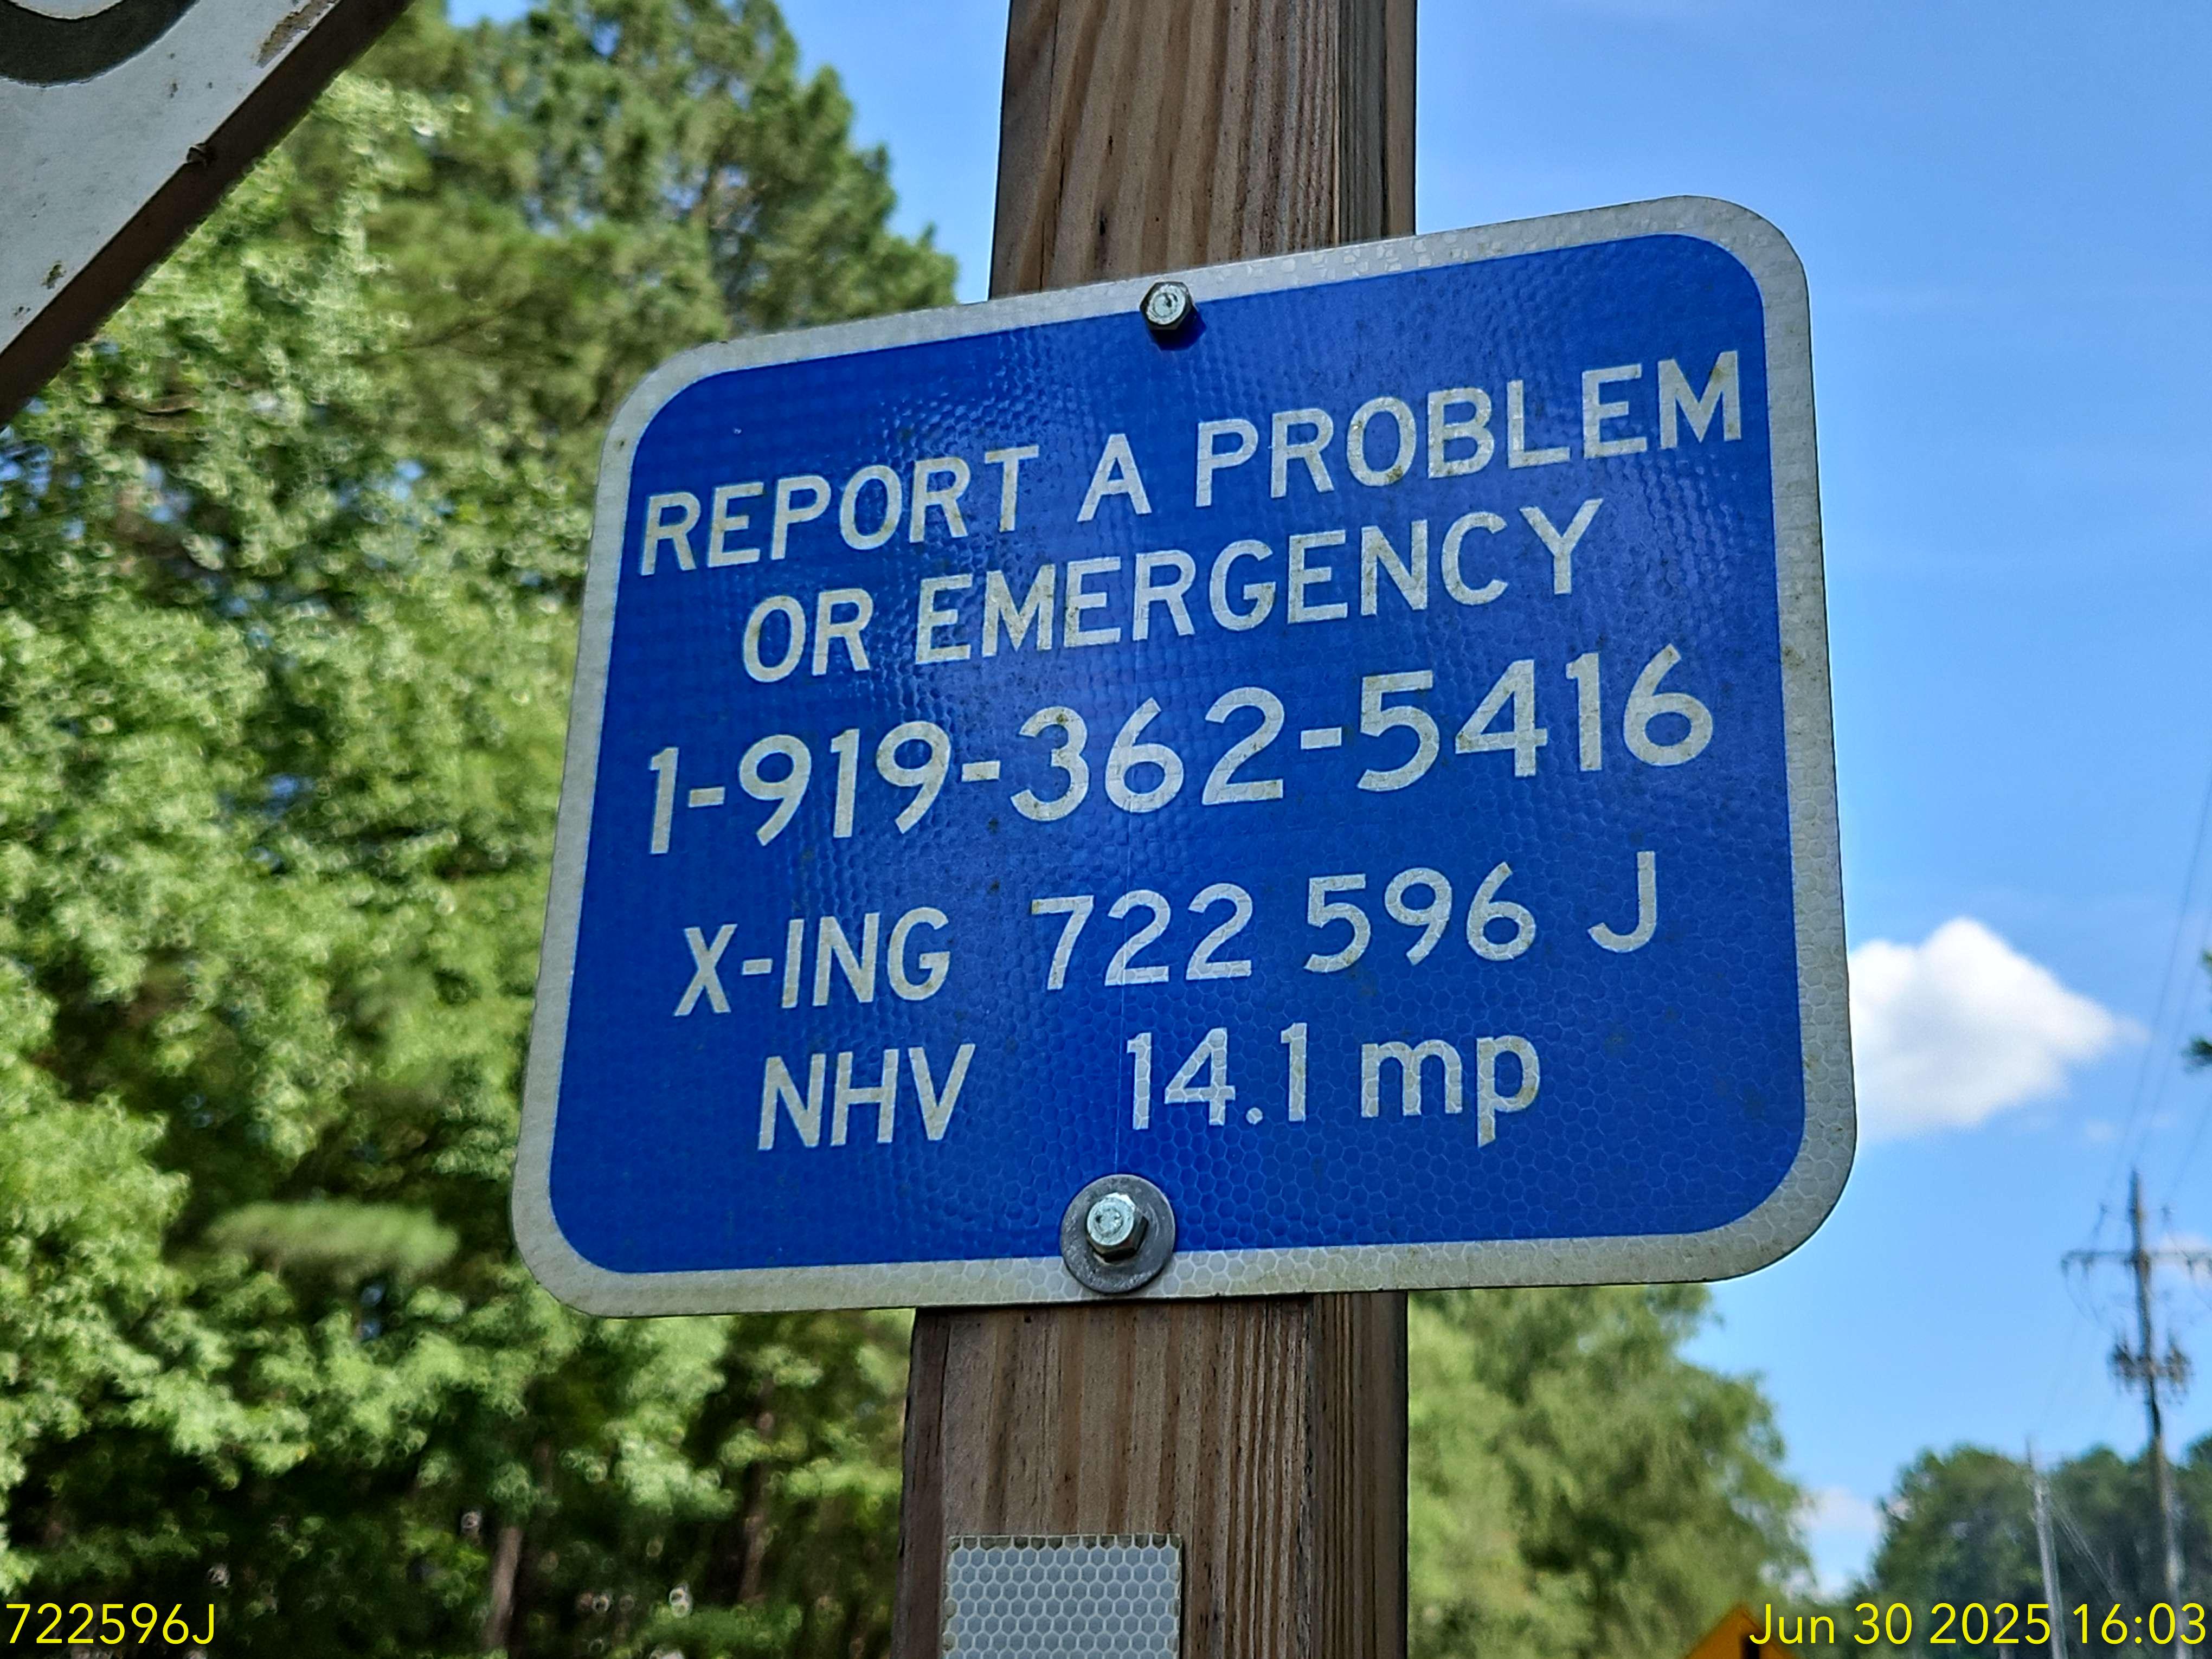 REPORT A PROBLEM
OR EMERGENCY
1-919-362-5416
X-ING 722 596 J
NHV 14.1 mp
722596J
Jun 30 2025 16:03